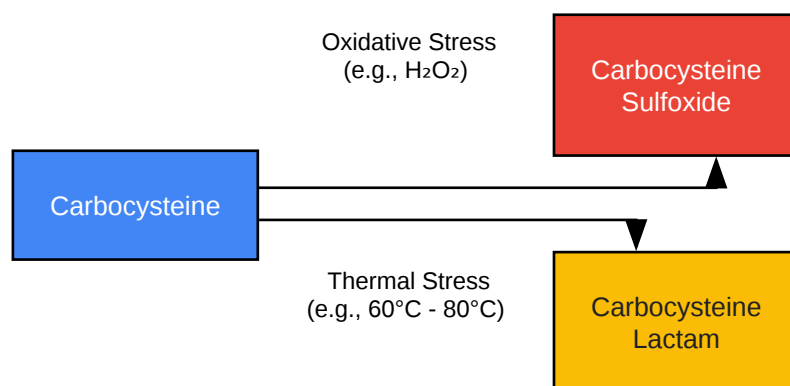 Oxidative Stress
(e.g., H₂O₂)
Carbocysteine
Sulfoxide
Carbocysteine
Thermal Stress
(e.g., 60°C - 80°C)
Carbocysteine
Lactam